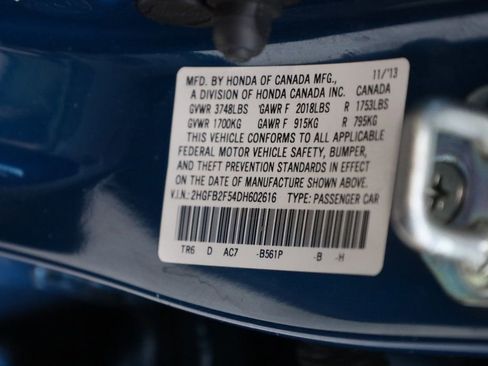 MFD. BY HONDA OF CANADA MFG., 11/'13
A DIVISION OF HONDA CANADA INC. CANADA
GVWR 3748LBS GAWR F 2018LBS R 1753LBS
GVWR 1700KG GAWR F 915KG R 795KG
THIS VEHICLE CONFORMS TO ALL APPLICABLE
FEDERAL MOTOR VEHICLE SAFETY, BUMPER,
AND THEFT PREVENTION STANDARDS IN EFFECT
ON THE DATE OF MANUFACTURE SHOWN ABOVE.
V.I.N.: 2HGFB2F54DH602616 TYPE: PASSENGER CAR
TR6 D AC7 -B561P -B -H